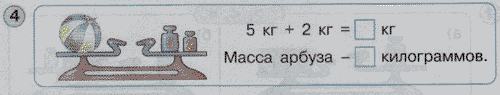 4
5 кг + 2 кг = □ кг
Масса арбуза – □ килограммов.